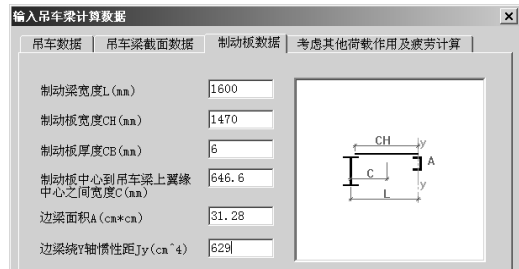 输入吊车梁计算数据
吊车数据 吊车梁截面数据 制动板数据 考虑其他荷载作用及疲劳计算
制动梁宽度L(mm) 1600
制动板宽度CH(mm) 1470
制动板厚度CB(mm) 6
制动板中心到吊车梁上翼缘
中心之间宽度C(mm) 646.6
边梁面积A(cm*cm) 31.28
边梁绕Y轴惯性距Jy(cm^4) 629
CH y
A
C
y
L